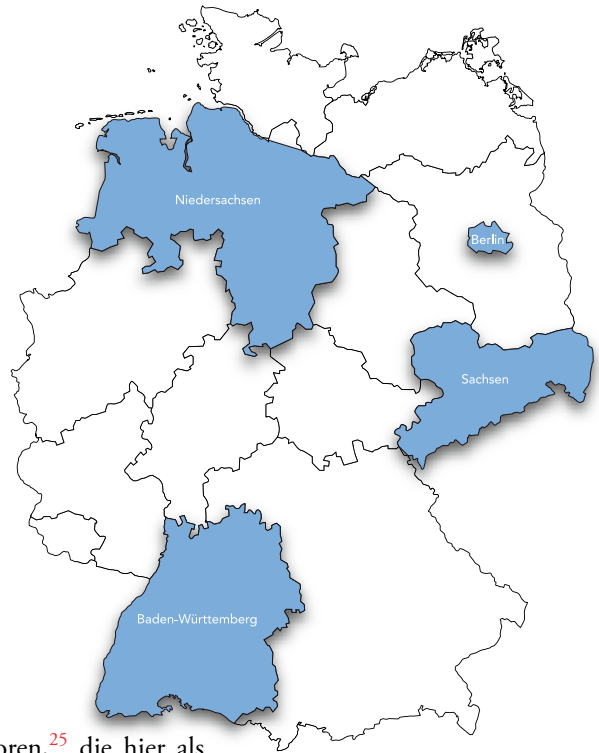 Niedersachsen
Berlin
Sachsen
Baden-Württemberg
oren,25 die hier als